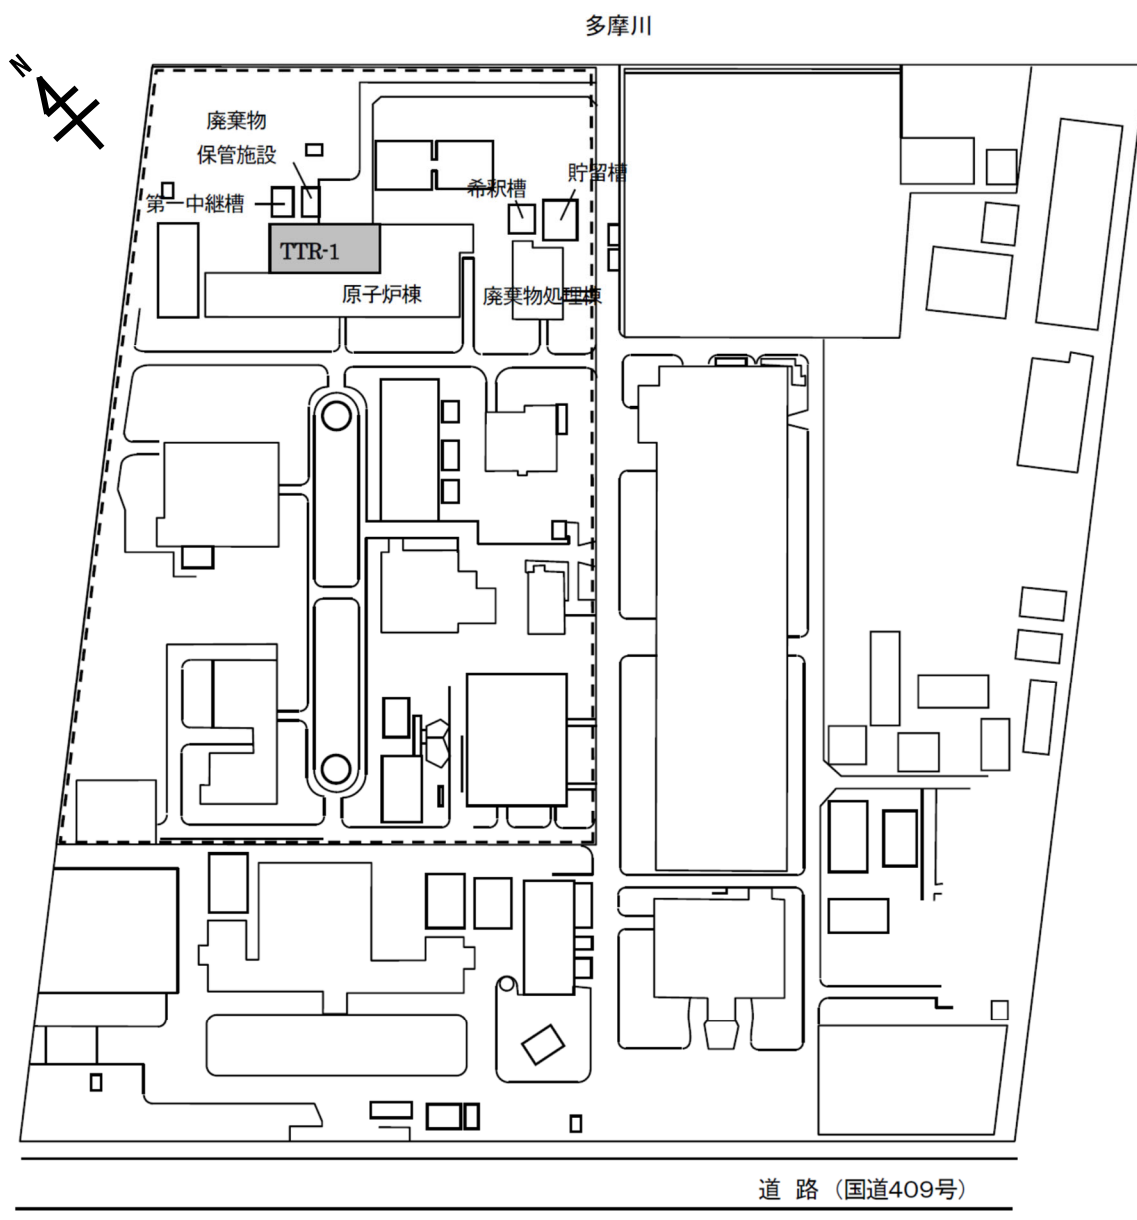 多摩川
N
廃棄物
保管施設
第一中継槽
希釈槽
貯留槽
TTR-1
原子炉棟
廃棄物処理棟
道 路（国道409号）